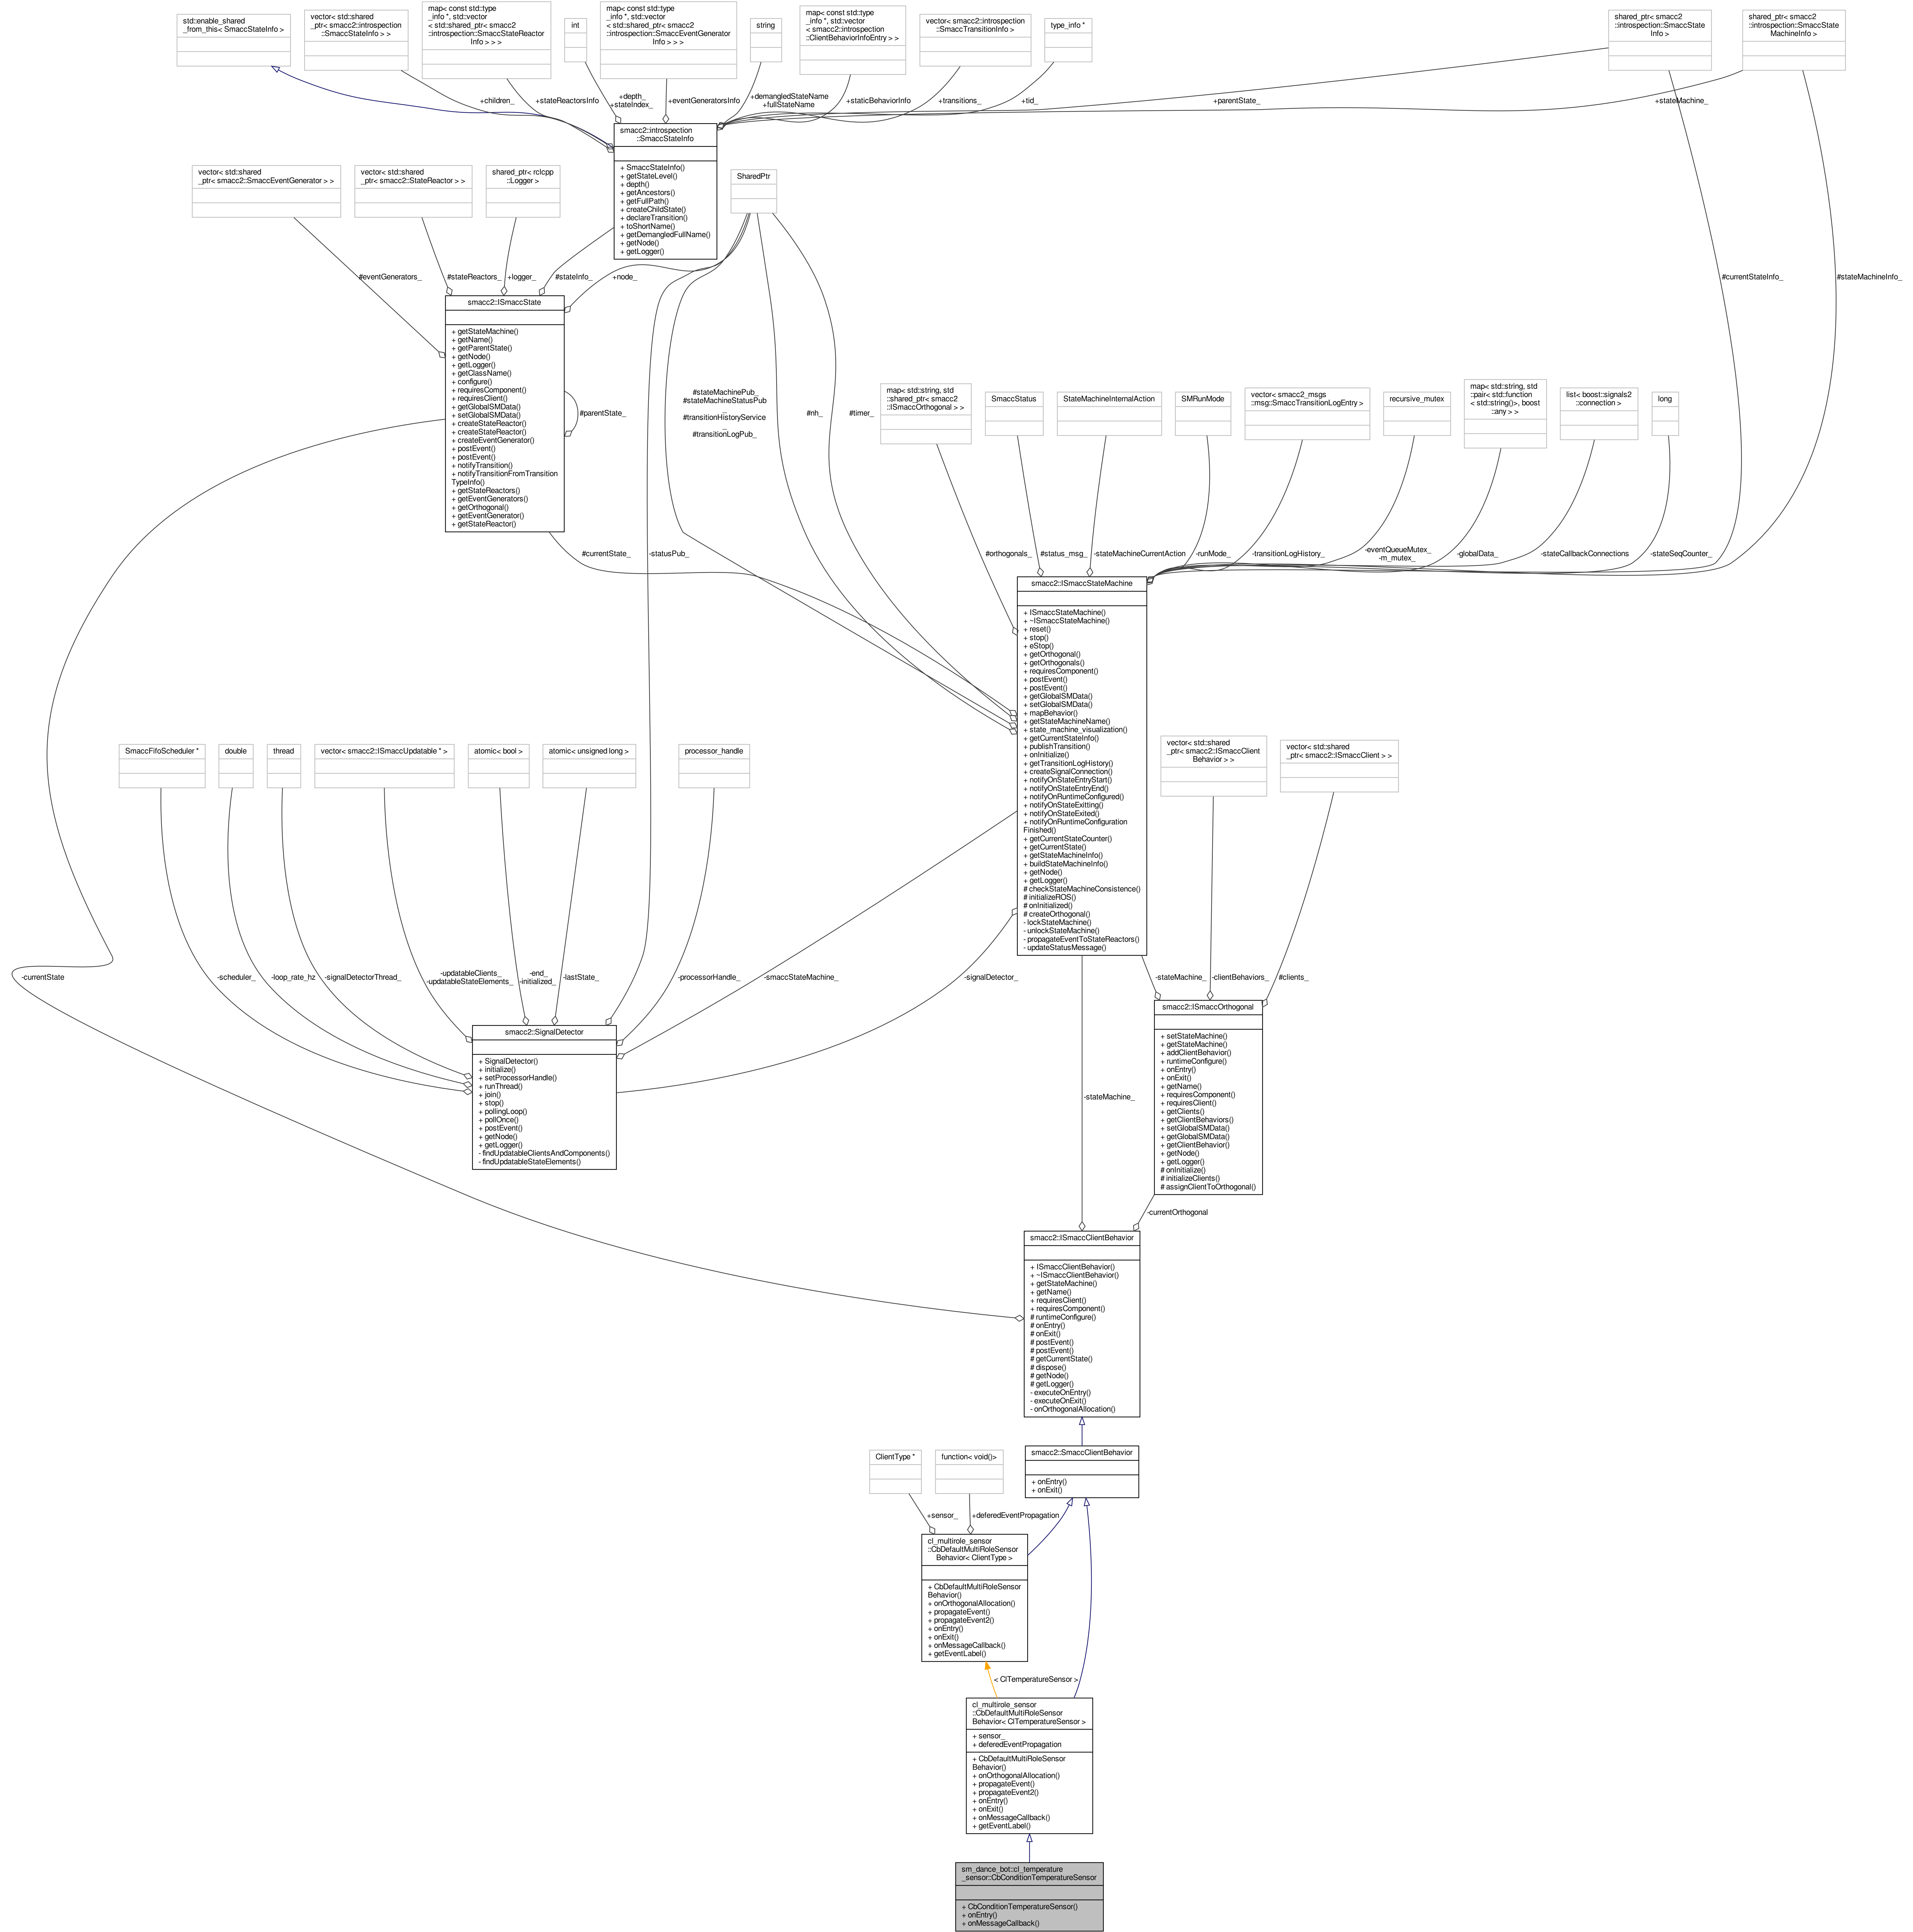 std::enable_shared
_from_this< SmaccStateInfo >
vector< std::shared
_ptr< smacc2::introspection
::SmaccStateInfo > >
map< const std::type
_info *, std::vector
< std::shared_ptr< smacc2
::introspection::SmaccStateReactor
Info > > >
int
map< const std::type
_info *, std::vector
< std::shared_ptr< smacc2
::introspection::SmaccEventGenerator
Info > > >
string
map< const std::type
_info *, std::vector
< smacc2::introspection
::ClientBehaviorInfoEntry > >
vector< smacc2::introspection
::SmaccTransitionInfo >
type_info *
shared_ptr< smacc2
::introspection::SmaccState
Info >
shared_ptr< smacc2
::introspection::SmaccState
MachineInfo >
+children_
+stateReactorsInfo
+depth_
+stateIndex_
+eventGeneratorsInfo
+demangledStateName
+fullStateName
+staticBehaviorInfo
+transitions_
+tid_
+parentState_
+stateMachine_
smacc2::introspection
::SmaccStateInfo
+ SmaccStateInfo()
+ getStateLevel()
+ depth()
+ getAncestors()
+ getFullPath()
+ createChildState()
+ declareTransition()
+ toShortName()
+ getDemangledFullName()
+ getNode()
+ getLogger()
vector< std::shared
_ptr< smacc2::SmaccEventGenerator > >
vector< std::shared
_ptr< smacc2::StateReactor > >
shared_ptr< rclcpp
::Logger >
SharedPtr
#eventGenerators_
#stateReactors_
+logger_
#stateInfo_
+node_
#currentStateInfo_
#stateMachineInfo_
smacc2::ISmaccState
+ getStateMachine()
+ getName()
+ getParentState()
+ getNode()
+ getLogger()
+ getClassName()
+ configure()
+ requiresComponent()
+ requiresClient()
+ getGlobalSMData()
+ setGlobalSMData()
+ createStateReactor()
+ createStateReactor()
+ createEventGenerator()
+ postEvent()
+ postEvent()
+ notifyTransition()
+ notifyTransitionFromTransition
TypeInfo()
+ getStateReactors()
+ getEventGenerators()
+ getOrthogonal()
+ getEventGenerator()
+ getStateReactor()
#parentState_
#stateMachinePub_
#stateMachineStatusPub
_
#transitionHistoryService
_
#transitionLogPub_
#nh_
#timer_
map< std::string, std
::shared_ptr< smacc2
::ISmaccOrthogonal > >
SmaccStatus
StateMachineInternalAction
SMRunMode
vector< smacc2_msgs
::msg::SmaccTransitionLogEntry >
recursive_mutex
map< std::string, std
::pair< std::function
< std::string()>, boost
::any > >
list< boost::signals2
::connection >
long
#currentState_
-statusPub_
#orthogonals_
#status_msg_
-stateMachineCurrentAction
-runMode_
-transitionLogHistory_
-eventQueueMutex_
-m_mutex_
-globalData_
-stateCallbackConnections
-stateSeqCounter_
smacc2::ISmaccStateMachine
+ ISmaccStateMachine()
+ ~ISmaccStateMachine()
+ reset()
+ stop()
+ eStop()
+ getOrthogonal()
+ getOrthogonals()
+ requiresComponent()
+ postEvent()
+ postEvent()
+ getGlobalSMData()
+ setGlobalSMData()
+ mapBehavior()
+ getStateMachineName()
+ state_machine_visualization()
+ getCurrentStateInfo()
+ publishTransition()
+ onInitialize()
+ getTransitionLogHistory()
+ createSignalConnection()
+ notifyOnStateEntryStart()
+ notifyOnStateEntryEnd()
+ notifyOnRuntimeConfigured()
+ notifyOnStateExitting()
+ notifyOnStateExited()
+ notifyOnRuntimeConfiguration
Finished()
+ getCurrentStateCounter()
+ getCurrentState()
+ getStateMachineInfo()
+ buildStateMachineInfo()
+ getNode()
+ getLogger()
# checkStateMachineConsistence()
# initializeROS()
# onInitialized()
# createOrthogonal()
- lockStateMachine()
- unlockStateMachine()
- propagateEventToStateReactors()
- updateStatusMessage()
SmaccFifoScheduler *
double
thread
vector< smacc2::ISmaccUpdatable * >
atomic< bool >
atomic< unsigned long >
processor_handle
vector< std::shared
_ptr< smacc2::ISmaccClient
Behavior > >
vector< std::shared
_ptr< smacc2::ISmaccClient > >
-currentState
-scheduler_
-loop_rate_hz
-signalDetectorThread_
-updatableClients_
-updatableStateElements_
-end_
-initialized_
-lastState_
-processorHandle_
-smaccStateMachine_
-signalDetector_
-stateMachine_
-clientBehaviors_
#clients_
smacc2::SignalDetector
+ SignalDetector()
+ initialize()
+ setProcessorHandle()
+ runThread()
+ join()
+ stop()
+ pollingLoop()
+ pollOnce()
+ postEvent()
+ getNode()
+ getLogger()
- findUpdatableClientsAndComponents()
- findUpdatableStateElements()
smacc2::ISmaccOrthogonal
+ setStateMachine()
+ getStateMachine()
+ addClientBehavior()
+ runtimeConfigure()
+ onEntry()
+ onExit()
+ getName()
+ requiresComponent()
+ requiresClient()
+ getClients()
+ getClientBehaviors()
+ setGlobalSMData()
+ getGlobalSMData()
+ getClientBehavior()
+ getNode()
+ getLogger()
# onInitialize()
# initializeClients()
# assignClientToOrthogonal()
-stateMachine_
-currentOrthogonal
smacc2::ISmaccClientBehavior
+ ISmaccClientBehavior()
+ ~ISmaccClientBehavior()
+ getStateMachine()
+ getName()
+ requiresClient()
+ requiresComponent()
# runtimeConfigure()
# onEntry()
# onExit()
# postEvent()
# postEvent()
# getCurrentState()
# dispose()
# getNode()
# getLogger()
- executeOnEntry()
- executeOnExit()
- onOrthogonalAllocation()
ClientType *
function< void()>
smacc2::SmaccClientBehavior
+ onEntry()
+ onExit()
+sensor_
+deferedEventPropagation
cl_multirole_sensor
::CbDefaultMultiRoleSensor
Behavior< ClientType >
+ CbDefaultMultiRoleSensor
Behavior()
+ onOrthogonalAllocation()
+ propagateEvent()
+ propagateEvent2()
+ onEntry()
+ onExit()
+ onMessageCallback()
+ getEventLabel()
< ClTemperatureSensor >
cl_multirole_sensor
::CbDefaultMultiRoleSensor
Behavior< ClTemperatureSensor >
+ sensor_
+ deferedEventPropagation
+ CbDefaultMultiRoleSensor
Behavior()
+ onOrthogonalAllocation()
+ propagateEvent()
+ propagateEvent2()
+ onEntry()
+ onExit()
+ onMessageCallback()
+ getEventLabel()
sm_dance_bot::cl_temperature
_sensor::CbConditionTemperatureSensor
+ CbConditionTemperatureSensor()
+ onEntry()
+ onMessageCallback()